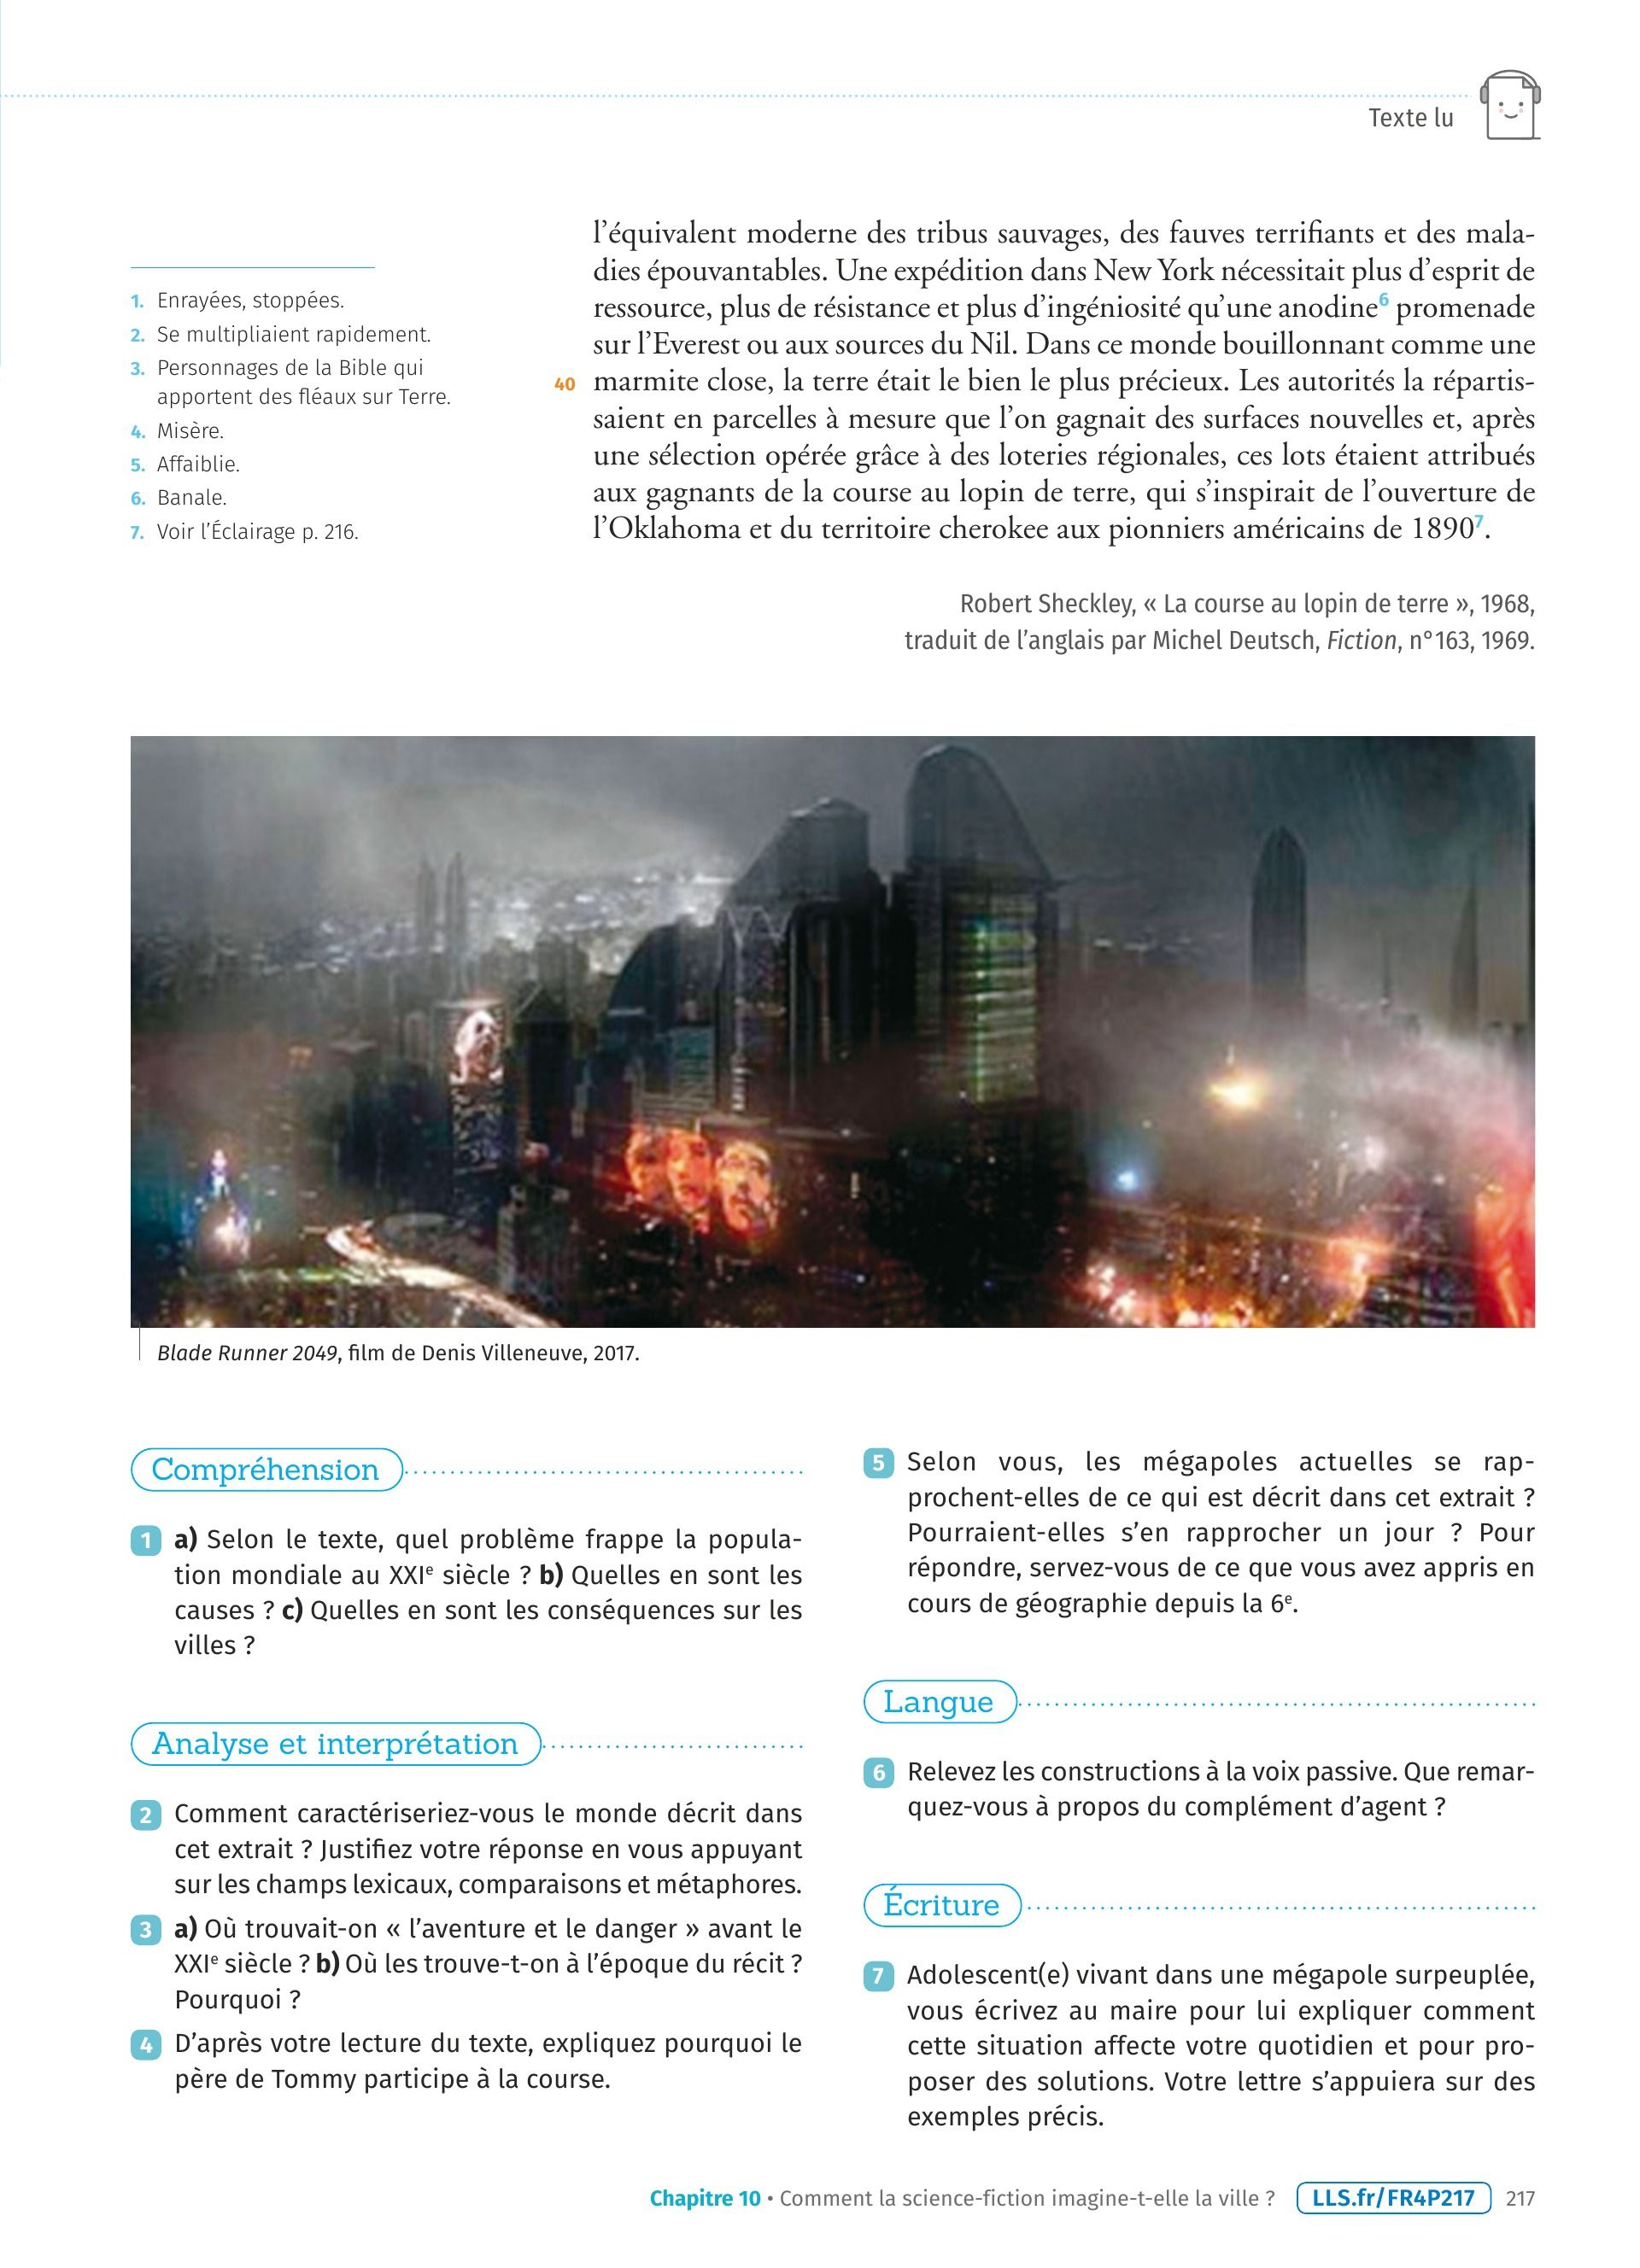 Texte lu
l’équivalent moderne des tribus sauvages, des fauves terrifiants et des mala-
dies épouvantables. Une expédition dans New York nécessitait plus d’esprit de
ressource, plus de résistance et plus d’ingéniosité qu’une anodine6 promenade
sur l’Everest ou aux sources du Nil. Dans ce monde bouillonnant comme une
40 marmite close, la terre était le bien le plus précieux. Les autorités la répartis-
saient en parcelles à mesure que l’on gagnait des surfaces nouvelles et, après
une sélection opérée grâce à des loteries régionales, ces lots étaient attribués
aux gagnants de la course au lopin de terre, qui s’inspirait de l’ouverture de
l’Oklahoma et du territoire cherokee aux pionniers américains de 18907.
1. Enrayées, stoppées.
2. Se multipliaient rapidement.
3. Personnages de la Bible qui
apportent des fléaux sur Terre.
4. Misère.
5. Affaiblie.
6. Banale.
7. Voir l’Éclairage p. 216.
Robert Sheckley, « La course au lopin de terre », 1968,
traduit de l’anglais par Michel Deutsch, Fiction, n°163, 1969.
Blade Runner 2049, film de Denis Villeneuve, 2017.
Compréhension
1 a) Selon le texte, quel problème frappe la popula-
tion mondiale au XXIe siècle ? b) Quelles en sont les
causes ? c) Quelles en sont les conséquences sur les
villes ?
Analyse et interprétation
2 Comment caractériseriez-vous le monde décrit dans
cet extrait ? Justifiez votre réponse en vous appuyant
sur les champs lexicaux, comparaisons et métaphores.
3 a) Où trouvait-on « l’aventure et le danger » avant le
XXIe siècle ? b) Où les trouve-t-on à l’époque du récit ?
Pourquoi ?
4 D’après votre lecture du texte, expliquez pourquoi le
père de Tommy participe à la course.
5 Selon vous, les mégapoles actuelles se rap-
prochent-elles de ce qui est décrit dans cet extrait ?
Pourraient-elles s’en rapprocher un jour ? Pour
répondre, servez-vous de ce que vous avez appris en
cours de géographie depuis la 6e.
Langue
6 Relevez les constructions à la voix passive. Que remar-
quez-vous à propos du complément d’agent ?
Écriture
7 Adolescent(e) vivant dans une mégapole surpeuplée,
vous écrivez au maire pour lui expliquer comment
cette situation affecte votre quotidien et pour pro-
poser des solutions. Votre lettre s’appuiera sur des
exemples précis.
Chapitre 10 • Comment la science-fiction imagine-t-elle la ville ? LLS.fr/FR4P217 217